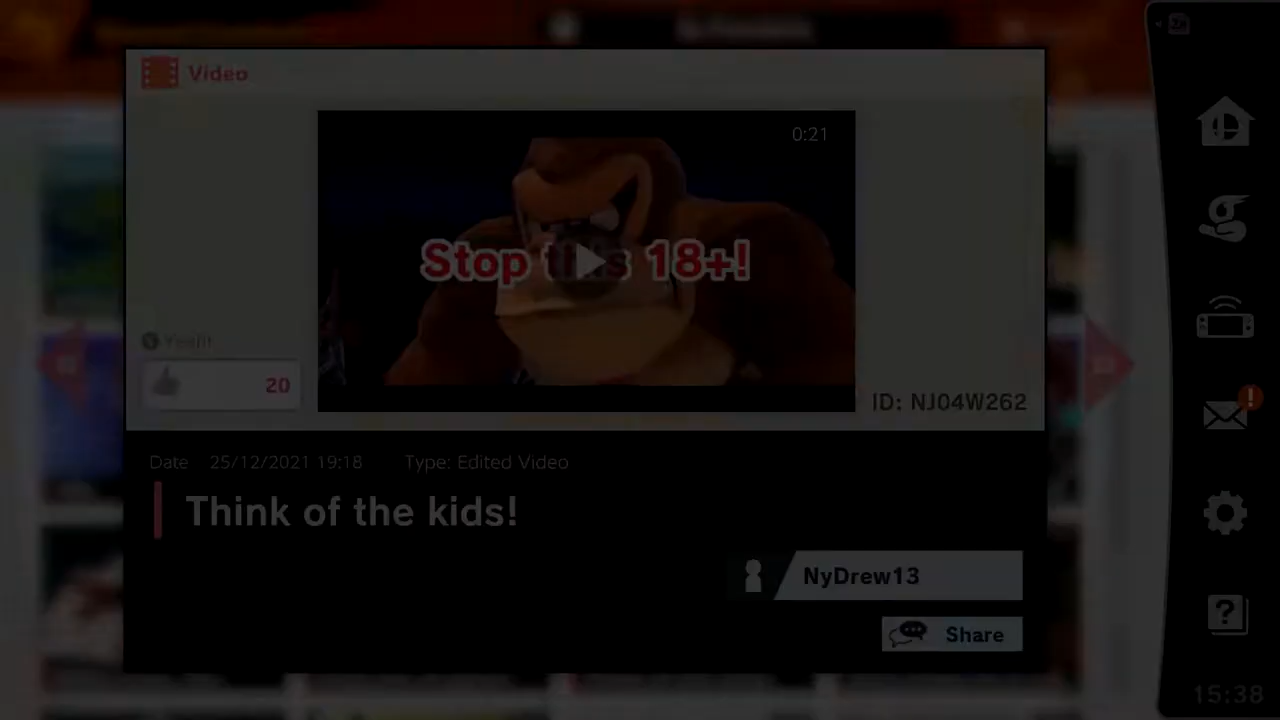 Video
0:21
Stop this 18+!
Yeah!
20
ID: NJ04W262
Date 25/12/2021 19:18 Type: Edited Video
Think of the kids!
NyDrew13
Share
15:38